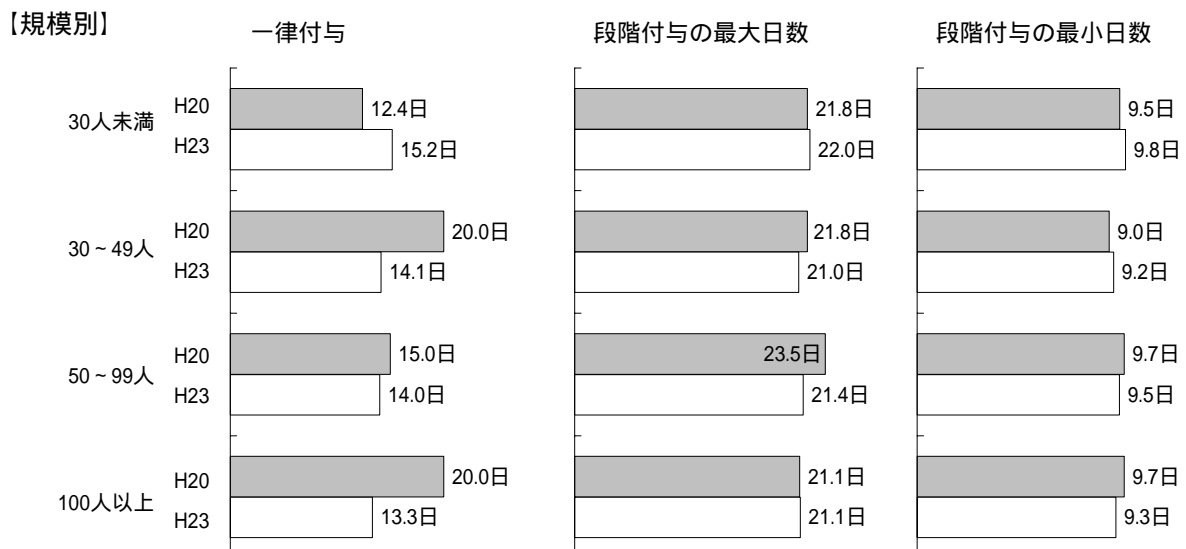 【規模別】
一律付与 段階付与の最大日数 段階付与の最小日数
30人未満
H20 12.4日 21.8日 9.5日
H23 15.2日 22.0日 9.8日
30～49人
H20 20.0日 21.8日 9.0日
H23 14.1日 21.0日 9.2日
50～99人
H20 15.0日 23.5日 9.7日
H23 14.0日 21.4日 9.5日
100人以上
H20 20.0日 21.1日 9.7日
H23 13.3日 21.1日 9.3日